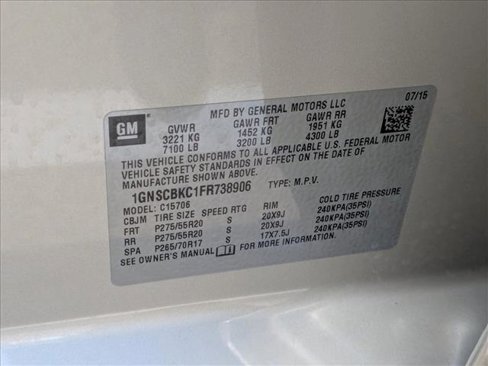 MFD BY GENERAL MOTORS LLC 07/15
GM GVWR GAWR FRT GAWR RR
3221 KG 1452 KG 1951 KG
7100 LB 3200 LB 4300 LB
THIS VEHICLE CONFORMS TO ALL APPLICABLE U.S. FEDERAL MOTOR
VEHICLE SAFETY STANDARDS IN EFFECT ON THE DATE OF
MANUFACTURE SHOWN ABOVE.
1GNSCBKC1FR738906 TYPE: M.P.V.
MODEL: C15706
CBJM TIRE SIZE SPEED RTG RIM COLD TIRE PRESSURE
FRT P275/55R20 S 20X9J 240KPA(35PSI)
RR P275/55R20 S 20X9J 240KPA(35PSI)
SPA P265/70R17 S 17X7.5J 240KPA(35PSI)
SEE OWNER'S MANUAL FOR MORE INFORMATION.